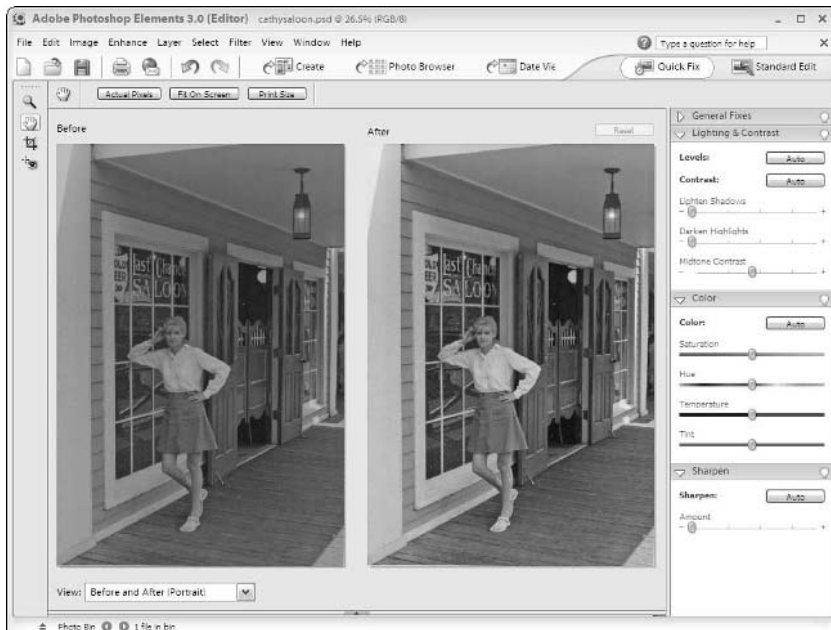 Adobe Photoshop Elements 3.0 (Editor) cathysaloon.psd @ 26.5% (RGB/8)
File Edit Image Enhance Layer Select Filter View Window Help
Type a question for help
Create Photo Browser Date Vie Quick Fix Standard Edit
Actual Pixels Fit On Screen Print Size
Before
After
Reset
Last Chance
SALOON
Last Chance
SALOON
General Fixes
Lighting & Contrast
Levels: Auto
Contrast: Auto
Lighten Shadows
- +
Darken Highlights
- +
Midtone Contrast
- +
Color
Color: Auto
Saturation
Hue
Temperature
Tint
Sharpen
Sharpen: Auto
Amount
- +
View: Before and After (Portrait)
Photo Bin 1 file in bin